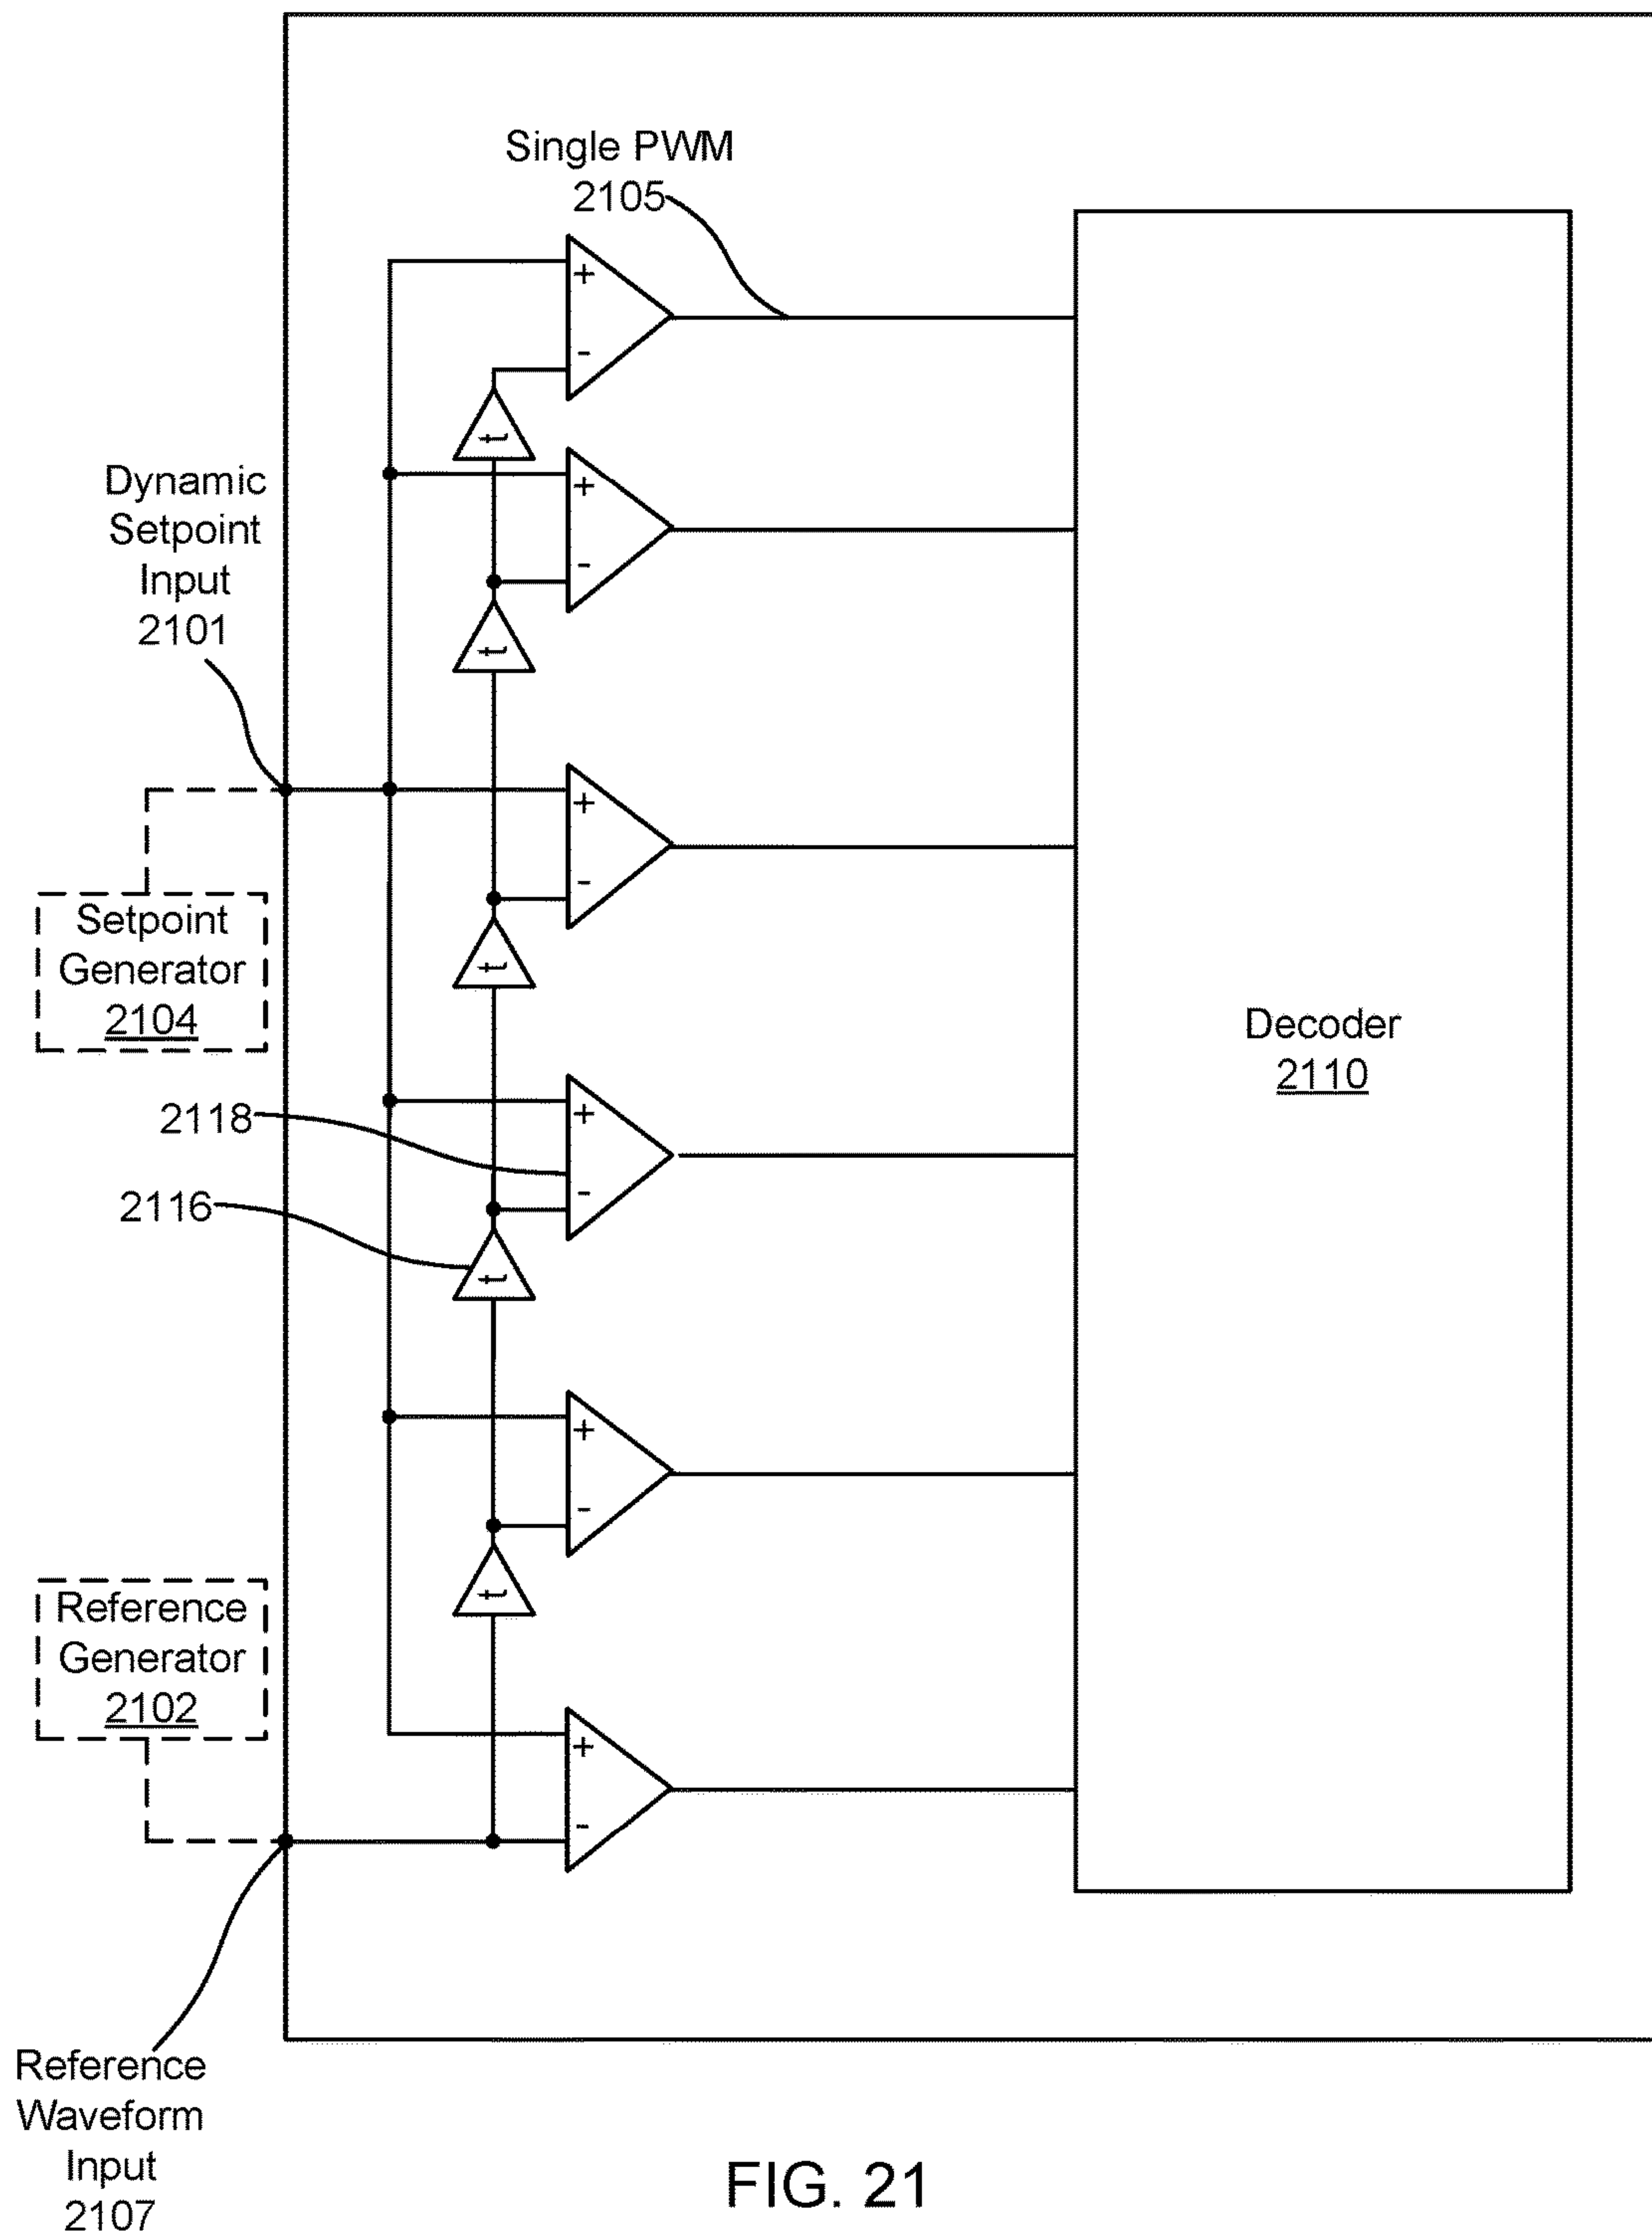 Single PWM
2105
+
-
t
+
-
Dynamic
Setpoint
Input
2101
t
+
-
Setpoint
Generator
2104
t
Decoder
2110
+
2118
-
2116
t
+
-
Reference
Generator
2102
t
+
-
Reference
Waveform
Input
2107
FIG. 21